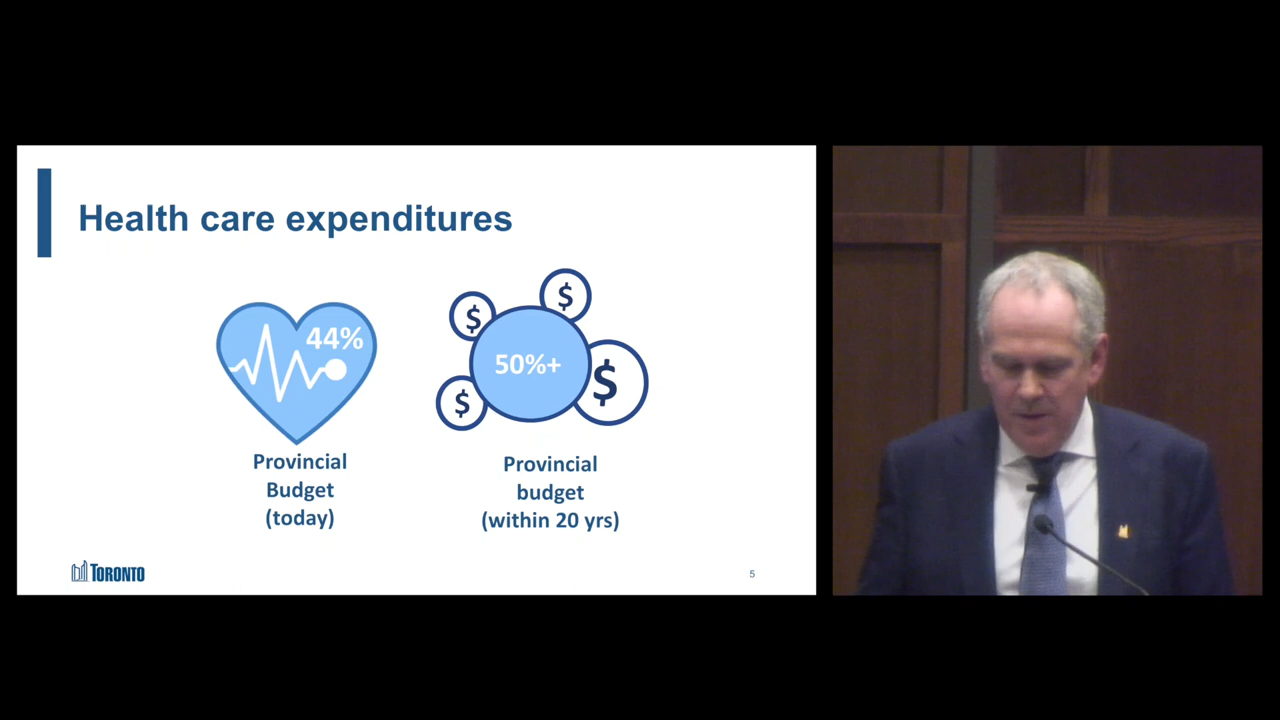 Health care expenditures
44%
Provincial
Budget
(today)
$
$
$
$
50%+
Provincial
budget
(within 20 yrs)
TORONTO
5